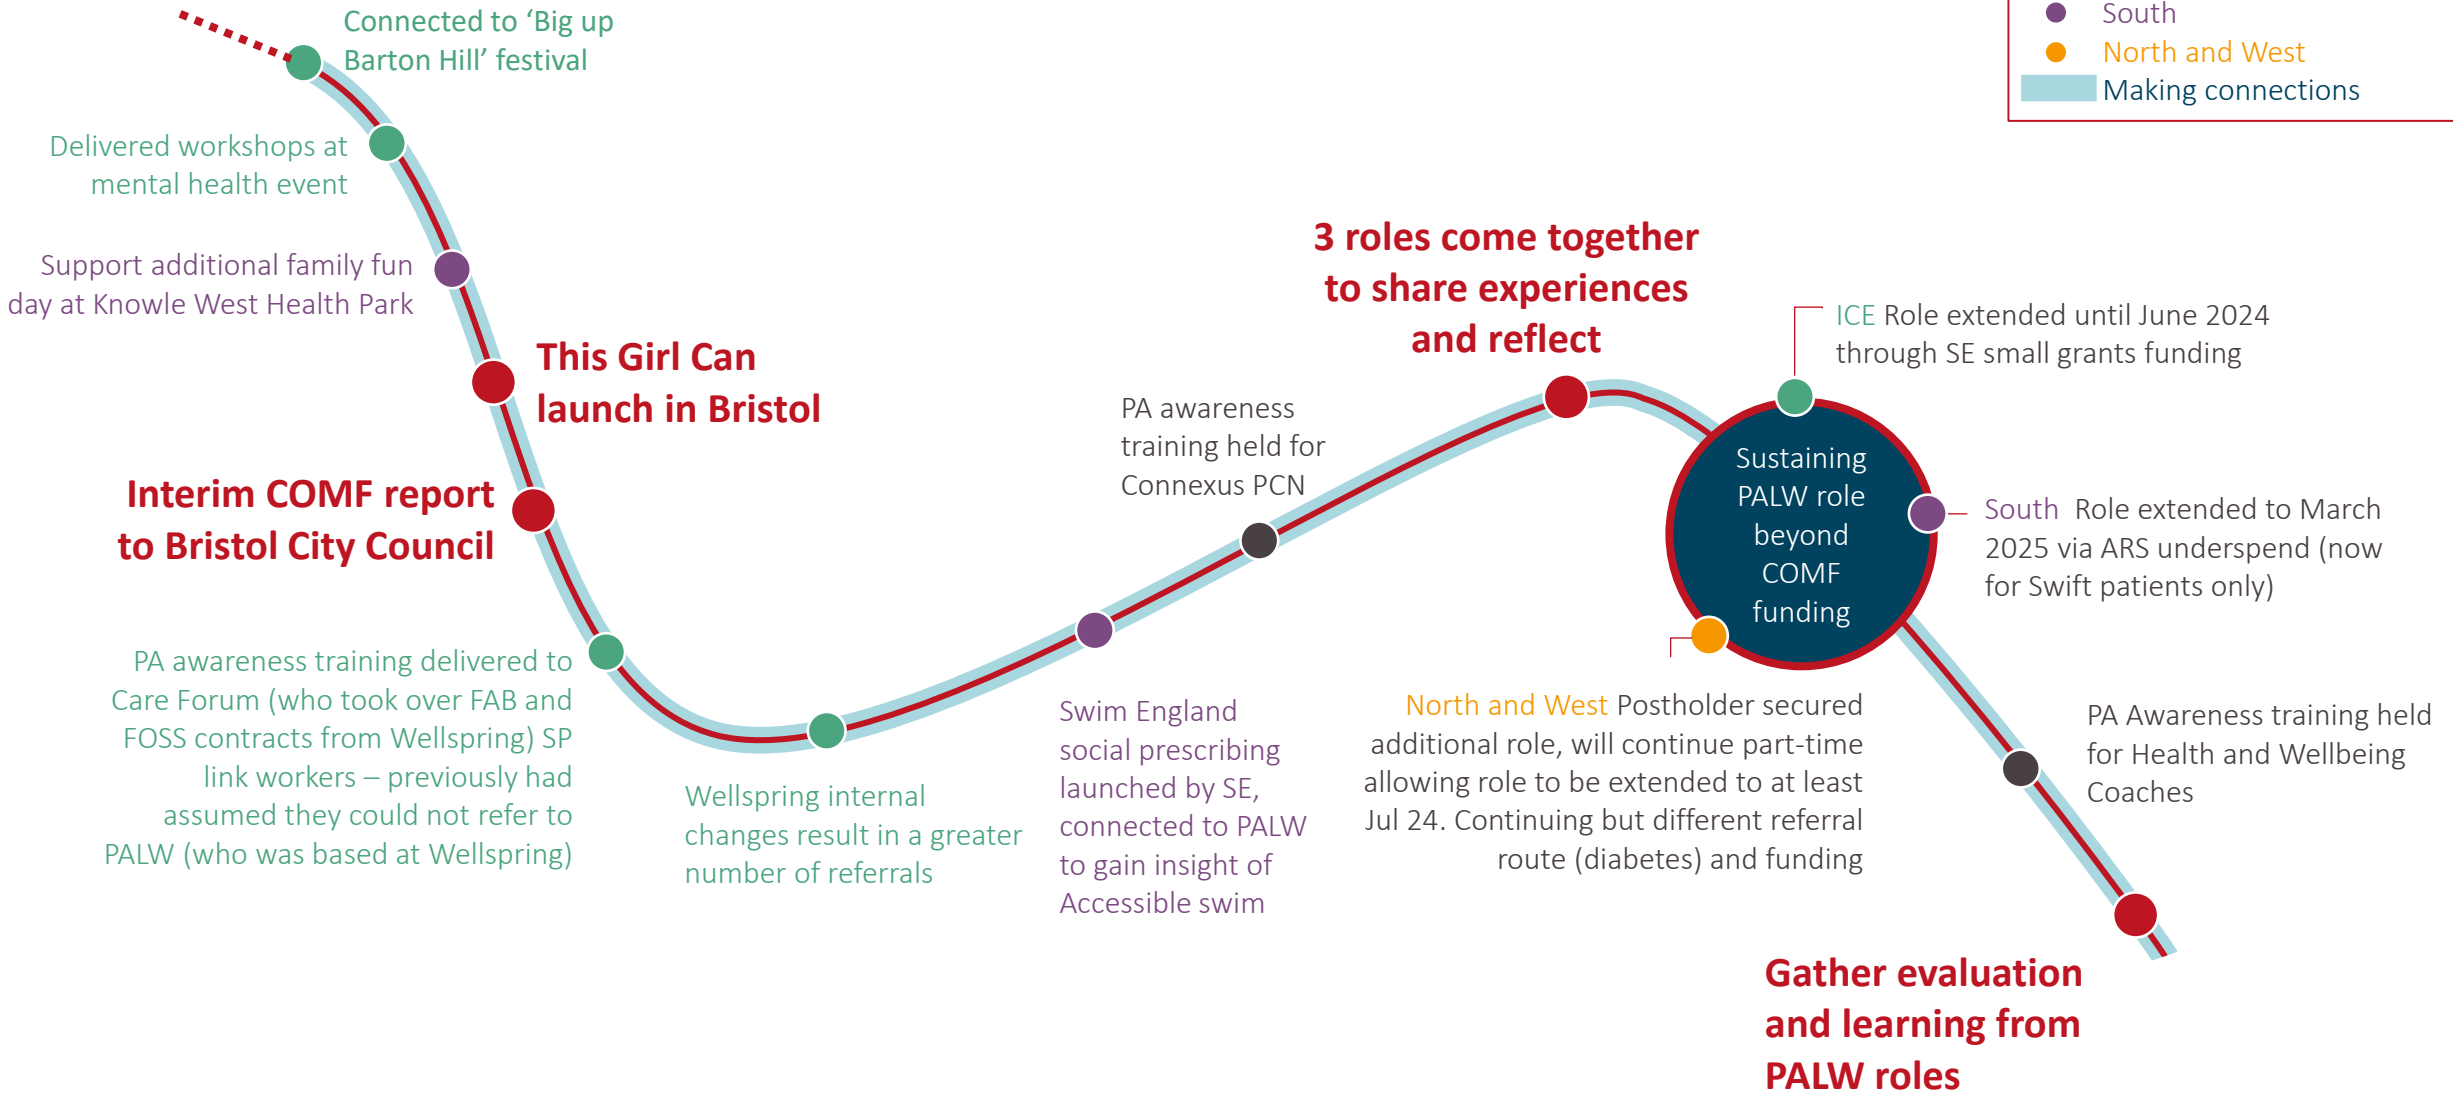 Connected to ‘Big up
Barton Hill’ festival
South
North and West
Making connections
Delivered workshops at
mental health event
Support additional family fun
day at Knowle West Health Park
This Girl Can
launch in Bristol
Interim COMF report
to Bristol City Council
PA awareness training delivered to
Care Forum (who took over FAB and
FOSS contracts from Wellspring) SP
link workers – previously had
assumed they could not refer to
PALW (who was based at Wellspring)
Wellspring internal
changes result in a greater
number of referrals
Swim England
social prescribing
launched by SE,
connected to PALW
to gain insight of
Accessible swim
PA awareness
training held for
Connexus PCN
3 roles come together
to share experiences
and reflect
Sustaining
PALW role
beyond
COMF
funding
ICE Role extended until June 2024
through SE small grants funding
South Role extended to March
2025 via ARS underspend (now
for Swift patients only)
North and West Postholder secured
additional role, will continue part-time
allowing role to be extended to at least
Jul 24. Continuing but different referral
route (diabetes) and funding
PA Awareness training held
for Health and Wellbeing
Coaches
Gather evaluation
and learning from
PALW roles